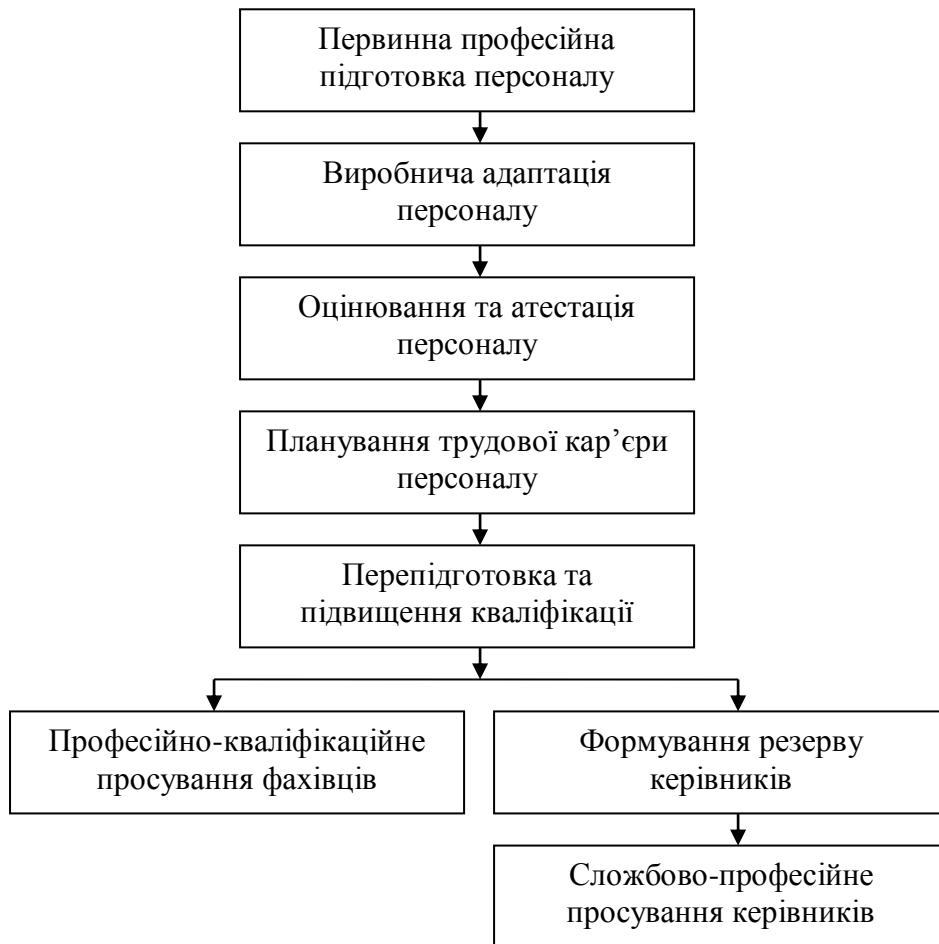 Первинна професійна
підготовка персоналу
Виробнича адаптація
персоналу
Оцінювання та атестація
персоналу
Планування трудової кар’єри
персоналу
Перепідготовка та
підвищення кваліфікації
Професійно-кваліфікаційне
просування фахівців
Формування резерву
керівників
Сложбово-професійне
просування керівників